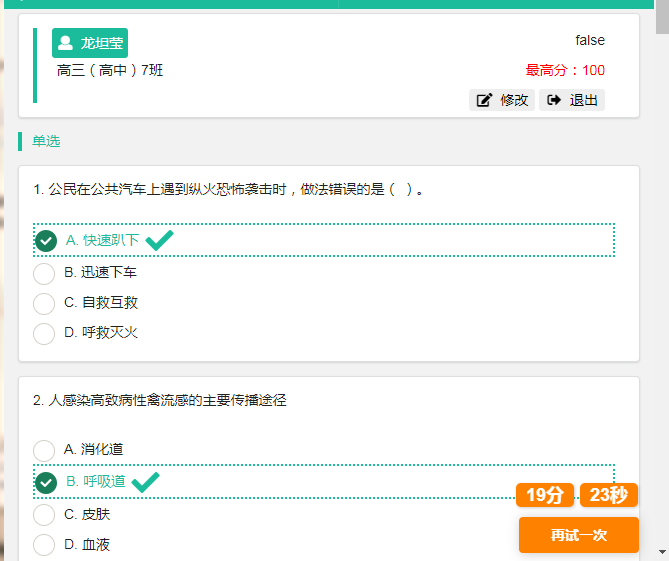 龙坦莹
false
高三（高中）7班
最高分：100
修改 退出
单选
1. 公民在公共汽车上遇到纵火恐怖袭击时，做法错误的是（ ）。
A. 快速趴下
B. 迅速下车
C. 自救互救
D. 呼救灭火
2. 人感染高致病性禽流感的主要传播途径
A. 消化道
B. 呼吸道
19分 23秒
C. 皮肤
再试一次
D. 血液